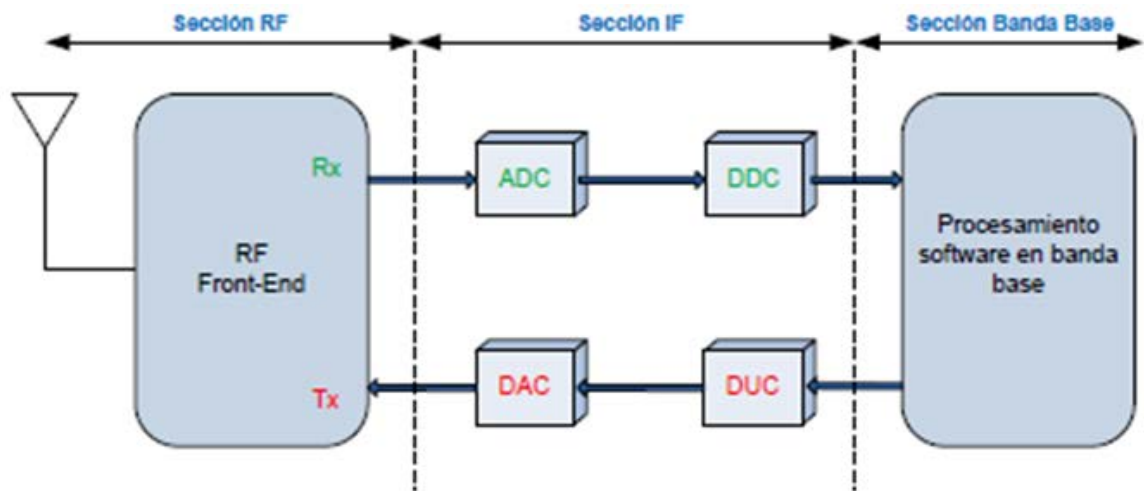 Sección RF
Sección IF
Sección Banda Base
Rx
ADC
DDC
RF
Front-End
Procesamiento
software en banda
base
Tx
DAC
DUC